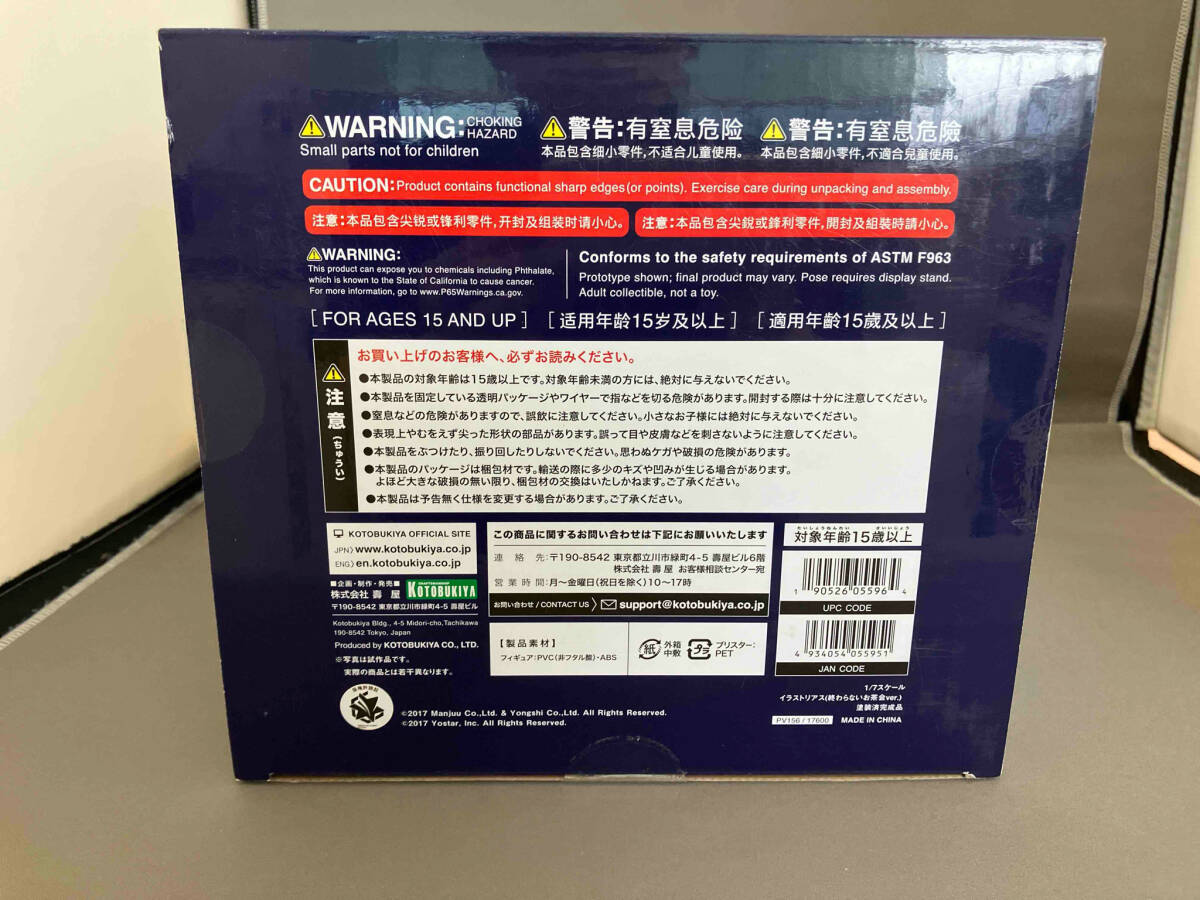 ⚠WARNING: CHOKING HAZARD
Small parts not for children
⚠警告:有窒息危险
本品包含细小零件,不适合儿童使用。
⚠警告:有窒息危險
本品包含細小零件,不適合兒童使用。
CAUTION: Product contains functional sharp edges (or points). Exercise care during unpacking and assembly.
注意:本品包含尖锐或锋利零件,开封及组装时请小心。
注意:本品包含尖銳或鋒利零件,開封及組裝時請小心。
⚠WARNING:
This product can expose you to chemicals including Phthalate,
which is known to the State of California to cause cancer.
For more information, go to www.P65Warnings.ca.gov.
Conforms to the safety requirements of ASTM F963
Prototype shown; final product may vary. Pose requires display stand.
Adult collectible, not a toy.
[FOR AGES 15 AND UP]
[适用年龄15岁及以上]
[適用年齡15歲及以上]
⚠注意(ちゅうい)
お買い上げのお客様へ、必ずお読みください。
●本製品の対象年齢は15歳以上です。対象年齢未満の方には、絶対に与えないでください。
●本製品を固定している透明パッケージやワイヤーで指などを切る危険があります。開封する際は十分に注意してください。
●窒息などの危険がありますので、誤飲に注意してください。小さなお子様には絶対に与えないでください。
●表現上やむをえず尖った形状の部品があります。誤って目や皮膚などを刺さないように注意してください。
●本製品をぶつけたり、振り回したりしないでください。思わぬケガや破損の危険があります。
●本製品のパッケージは梱包材です。輸送の際に多少のキズや凹みが生じる場合があります。
よほど大きな破損の無い限り、梱包材の交換はいたしかねます。ご了承ください。
●本製品は予告無く仕様を変更する場合があります。ご了承ください。
KOTOBUKIYA OFFICIAL SITE
JPN〉www.kotobukiya.co.jp
ENG〉en.kotobukiya.co.jp
■企画・制作・発売■
株式会社 壽 屋
KOTOBUKIYA
〒190-8542 東京都立川市緑町4-5 壽屋ビル
Kotobukiya Bldg., 4-5 Midori-cho,Tachikawa
190-8542 Tokyo, Japan
Produced by KOTOBUKIYA CO., LTD.
※写真は試作品です。
実際の商品とは若干異なります。
この商品に関するお問い合わせは下記にお願いいたします
連 絡 先:〒190-8542 東京都立川市緑町4-5 壽屋ビル6階
株式会社 壽 屋 お客様相談センター宛
営 業 時 間:月〜金曜日(祝日を除く)10〜17時
お問い合わせ / CONTACT US 〉support@kotobukiya.co.jp
【製品素材】
フィギュア:PVC(非フタル酸)・ABS
紙 外箱 中敷
プラ ブリスター: PET
たいしょうねんれい さいいじょう
対象年齢15歳以上
1 90526 05596 4
UPC CODE
4 934054 055951
JAN CODE
1/7スケール
イラストリアス(終わらないお茶会ver.)
塗装済完成品
PV156 / 17600 MADE IN CHINA
©2017 Manjuu Co.,Ltd. & Yongshi Co.,Ltd. All Rights Reserved.
©2017 Yostar, Inc. All Rights Reserved.